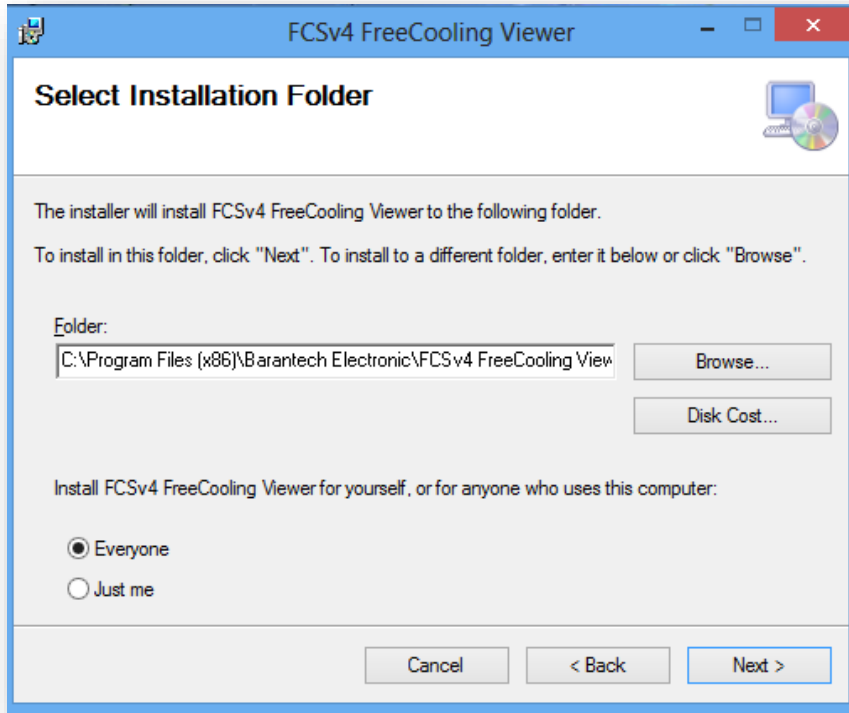 FCSv4 FreeCooling Viewer
Select Installation Folder
The installer will install FCSv4 FreeCooling Viewer to the following folder.
To install in this folder, click "Next". To install to a different folder, enter it below or click "Browse".
Folder:
C:\Program Files (x86)\Barantech Electronic\FCSv4 FreeCooling View
Browse...
Disk Cost...
Install FCSv4 FreeCooling Viewer for yourself, or for anyone who uses this computer:
Everyone
Just me
Cancel
< Back
Next >